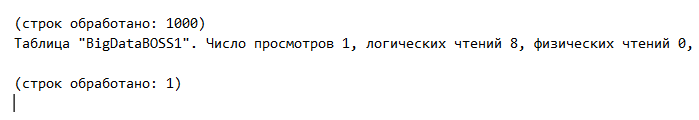 (строк обработано: 1000)
Таблица "BigDataBOSS1". Число просмотров 1, логических чтений 8, физических чтений 0,
(строк обработано: 1)